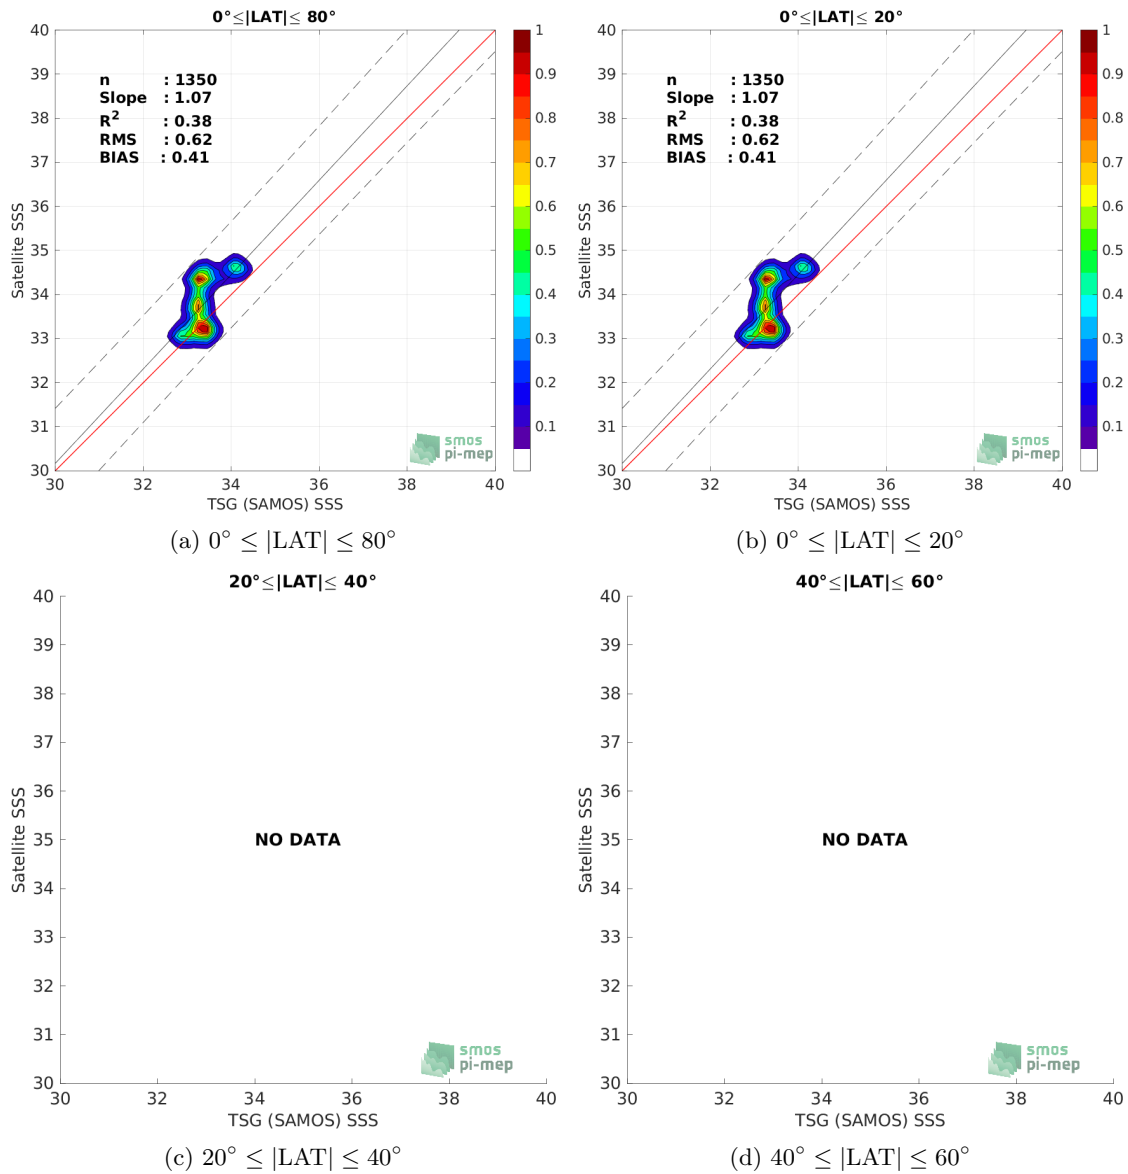 0°≤|LAT|≤ 80°
40
39
38
37
36
35
34
33
32
31
30
Satellite SSS
n : 1350
Slope : 1.07
R² : 0.38
RMS : 0.62
BIAS : 0.41
1
0.9
0.8
0.7
0.6
0.5
0.4
0.3
0.2
0.1
smos
pi-mep
30 32 34 36 38 40
TSG (SAMOS) SSS
(a) 0° ≤ |LAT| ≤ 80°
0°≤|LAT|≤ 20°
40
39
38
37
36
35
34
33
32
31
30
Satellite SSS
n : 1350
Slope : 1.07
R² : 0.38
RMS : 0.62
BIAS : 0.41
1
0.9
0.8
0.7
0.6
0.5
0.4
0.3
0.2
0.1
smos
pi-mep
30 32 34 36 38 40
TSG (SAMOS) SSS
(b) 0° ≤ |LAT| ≤ 20°
20°≤|LAT|≤ 40°
40
39
38
37
36
35
34
33
32
31
30
Satellite SSS
NO DATA
smos
pi-mep
30 32 34 36 38 40
TSG (SAMOS) SSS
(c) 20° ≤ |LAT| ≤ 40°
40°≤|LAT|≤ 60°
40
39
38
37
36
35
34
33
32
31
30
Satellite SSS
NO DATA
smos
pi-mep
30 32 34 36 38 40
TSG (SAMOS) SSS
(d) 40° ≤ |LAT| ≤ 60°